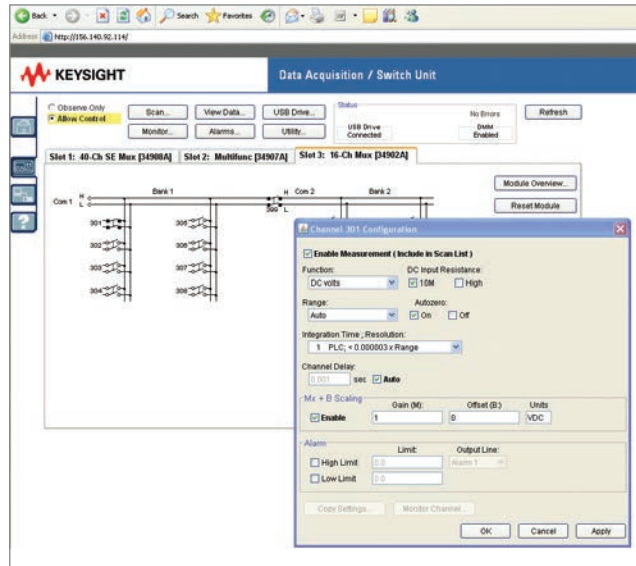 Back Search Favorites
Address http://156.140.92.114/
KEYSIGHT Data Acquisition / Switch Unit
Observe Only
Allow Control
Scan... View Data... USB Drive...
Monitor... Alarms... Utility...
Status
No Errors
USB Drive Connected
DMM Enabled
Refresh
Slot 1: 40-Ch SE Mux [34908A] Slot 2: Multifunc [34907A] Slot 3: 16-Ch Mux [34902A]
Module Overview...
Reset Module
Com 1 H L Bank 1 H Com 2 Bank 2
399 L
301 305
302 306
303 307
304 308
Channel 301 Configuration
Enable Measurement ( Include in Scan List )
Function: DC Input Resistance:
DC volts 10M High
Range: Autozero:
Auto On Off
Integration Time ; Resolution:
1 PLC; < 0.000003 x Range
Channel Delay:
0.001 sec Auto
Mx + B Scaling
Gain (M): Offset (B:) Units
Enable 1 0 VDC
Alarm
Limit: Output Line:
High Limit 0.0 Alarm 1
Low Limit 0.0
Copy Settings... Monitor Channel...
OK Cancel Apply